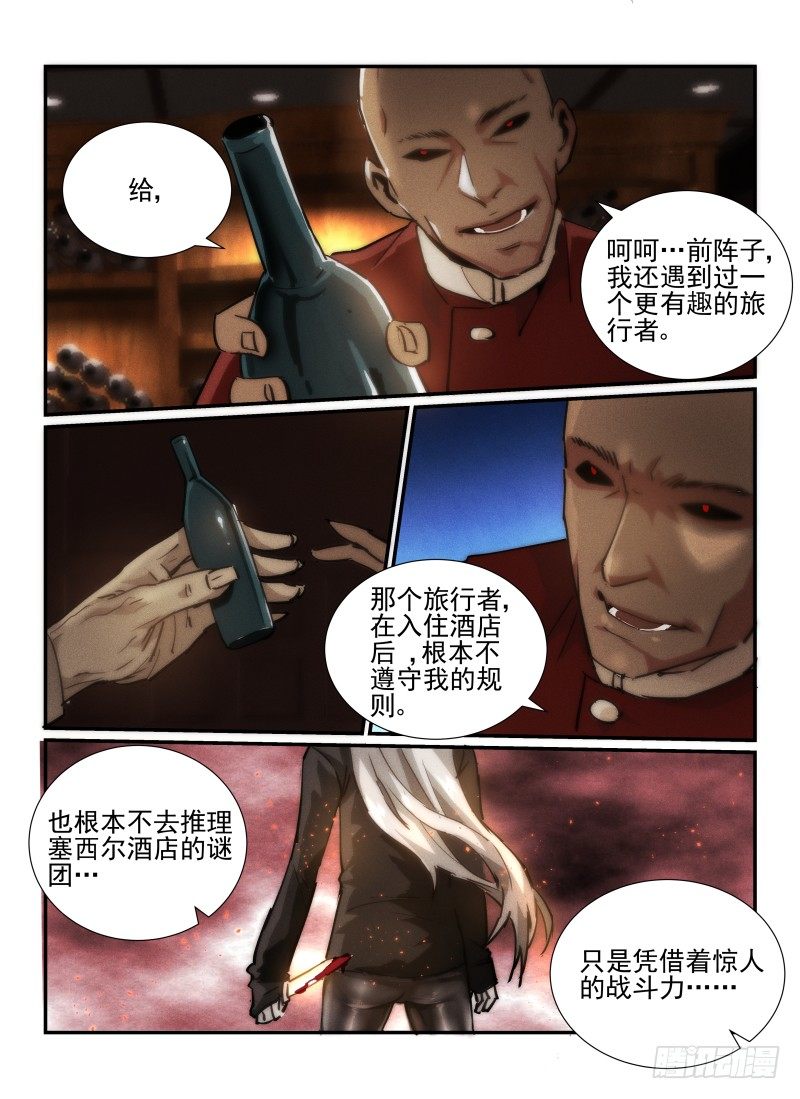 给，
呵呵…前阵子，
我还遇到过一
个更有趣的旅
行者。
那个旅行者，
在入住酒店
后，根本不
遵守我的规
则。
也根本不去推理
塞西尔酒店的谜
团…
只是凭借着惊人
的战斗力……
腾讯动漫